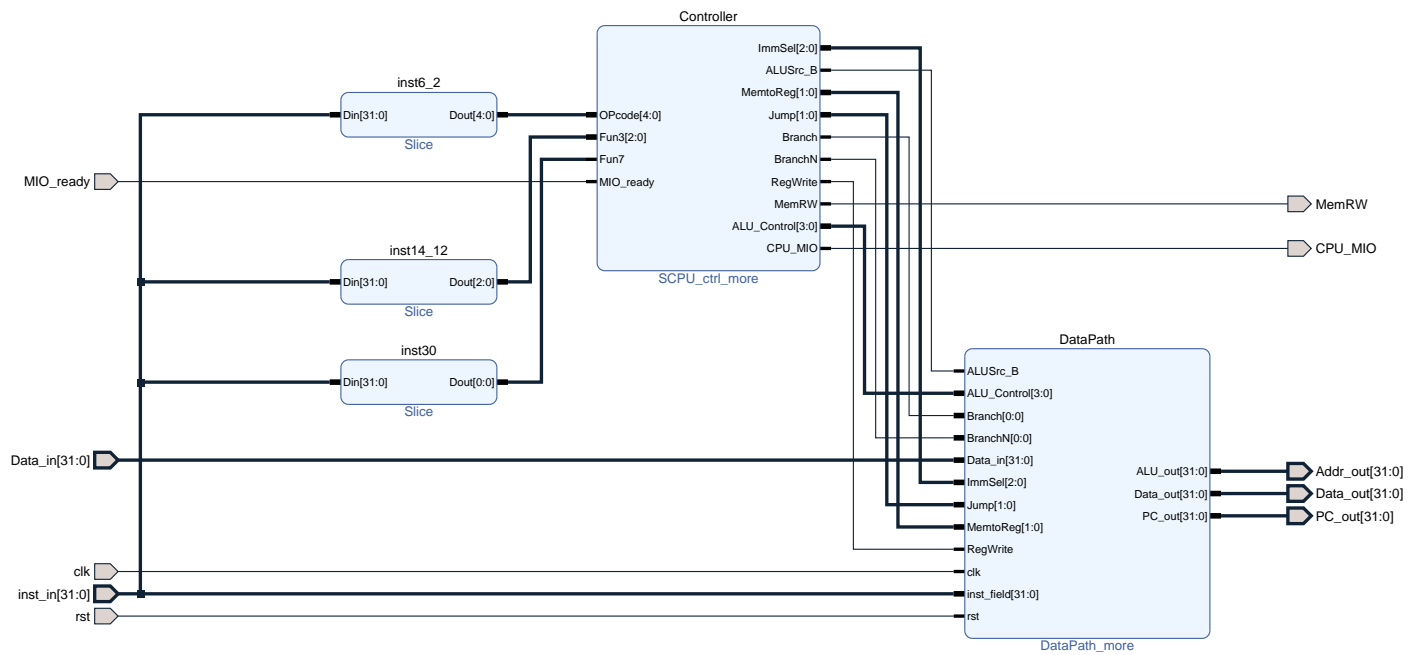 Controller
ImmSel[2:0]
ALUSrc_B
inst6_2
MemtoReg[1:0]
Din[31:0] Dout[4:0] OPcode[4:0] Jump[1:0]
Fun3[2:0] Branch
Slice
Fun7 BranchN
MIO_ready MIO_ready RegWrite
MemRW MemRW
ALU_Control[3:0]
inst14_12 CPU_MIO CPU_MIO
Din[31:0] Dout[2:0] SCPU_ctrl_more
Slice
DataPath
inst30
ALUSrc_B
Din[31:0] Dout[0:0] ALU_Control[3:0]
Slice
Branch[0:0]
BranchN[0:0]
Data_in[31:0] Data_in[31:0]
ALU_out[31:0] Addr_out[31:0]
ImmSel[2:0]
Data_out[31:0] Data_out[31:0]
Jump[1:0]
PC_out[31:0] PC_out[31:0]
MemtoReg[1:0]
RegWrite
clk clk
inst_in[31:0] inst_field[31:0]
rst rst
DataPath_more